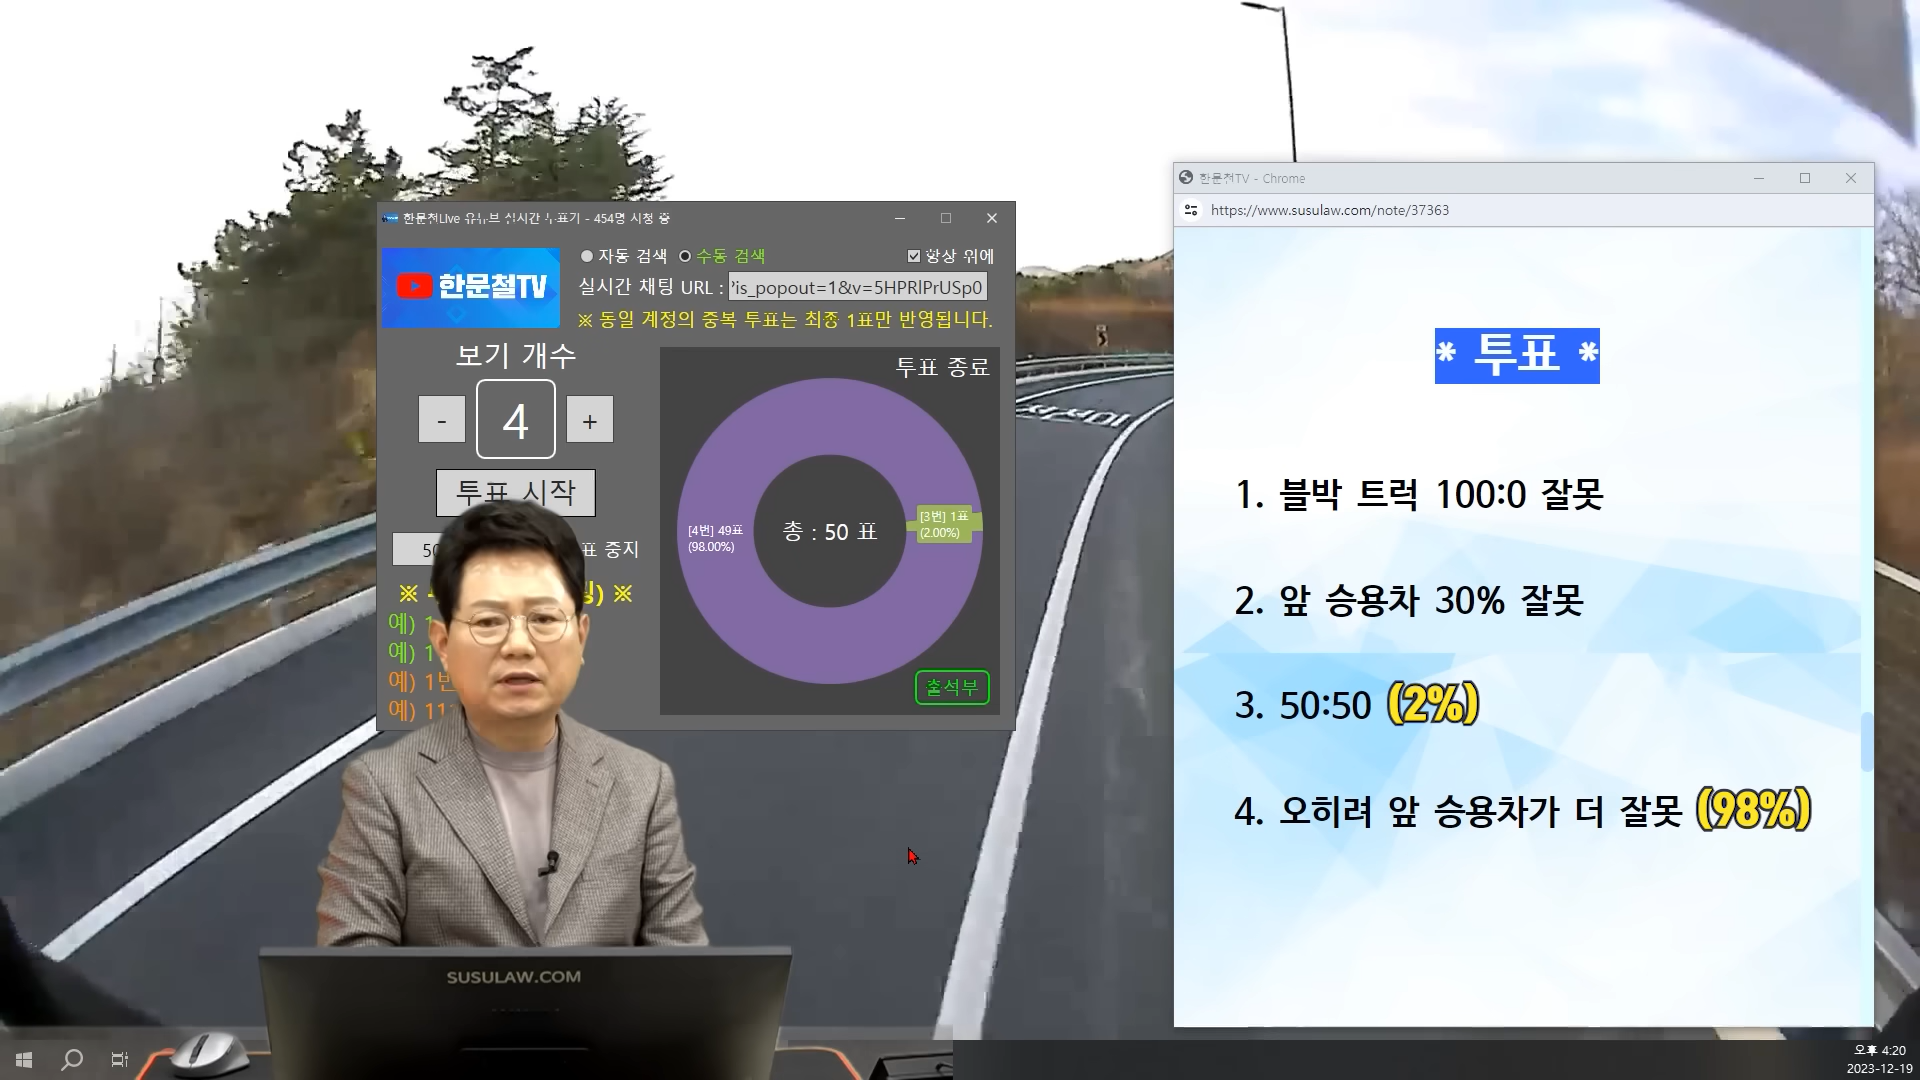 한문철Live 유튜브 실시간 투표기 - 454명 시청 중
한문철TV
자동 검색
수동 검색
항상 위에
실시간 채팅 URL :
?is_popout=1&v=5HPRlPrUSp0
※ 동일 계정의 중복 투표는 최종 1표만 반영됩니다.
보기 개수
- 4 +
투표 시작
50
표 중지
※
) ※
예) 1
예) 1
예) 1번
예) 11
투표 종료
[4번] 49표
(98.00%)
총 : 50 표
[3번] 1표
(2.00%)
출석부
SUSULAW.COM
한문철TV - Chrome
https://www.susulaw.com/note/37363
* 투표 *
1. 블박 트럭 100:0 잘못
2. 앞 승용차 30% 잘못
3. 50:50 (2%)
4. 오히려 앞 승용차가 더 잘못 (98%)
오후 4:20
2023-12-19